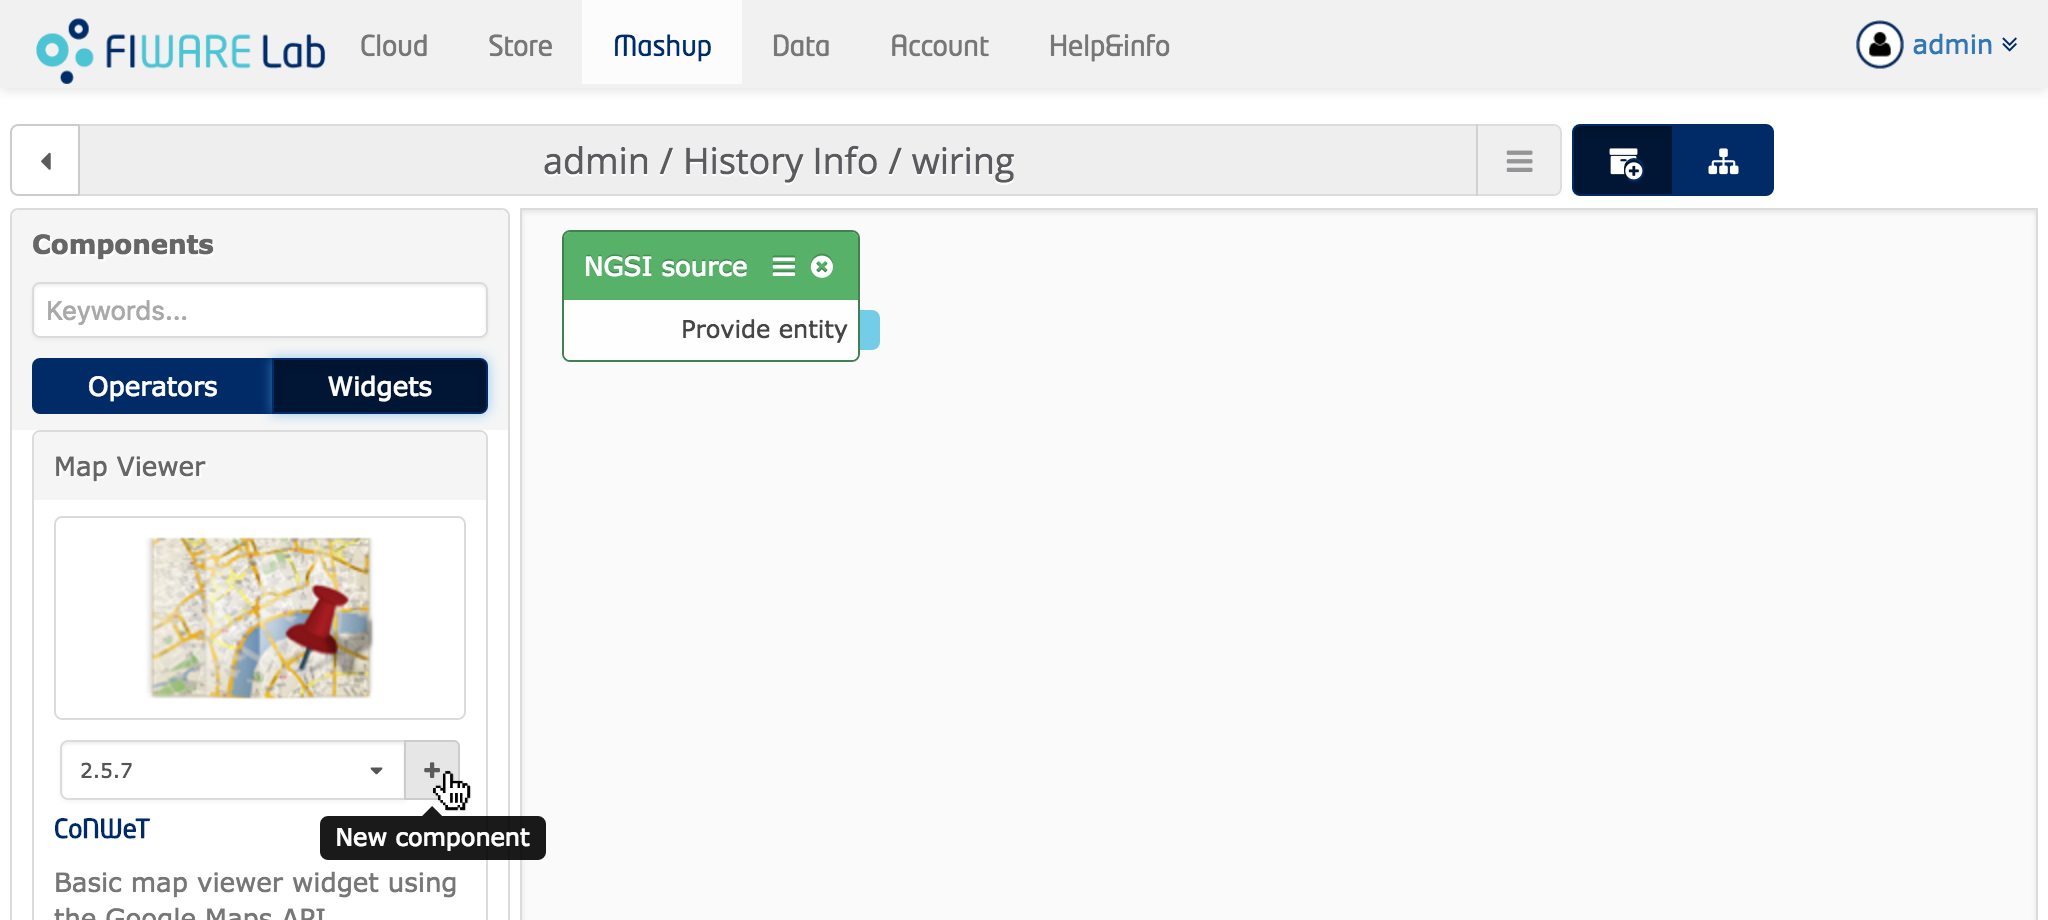 FIWARE Lab Cloud Store Mashup Data Account Help&info admin
admin / History Info / wiring
Components
Keywords...
Operators Widgets
Map Viewer
2.5.7
New component
CoNWeT
Basic map viewer widget using
the Google Maps API
NGSI source
Provide entity